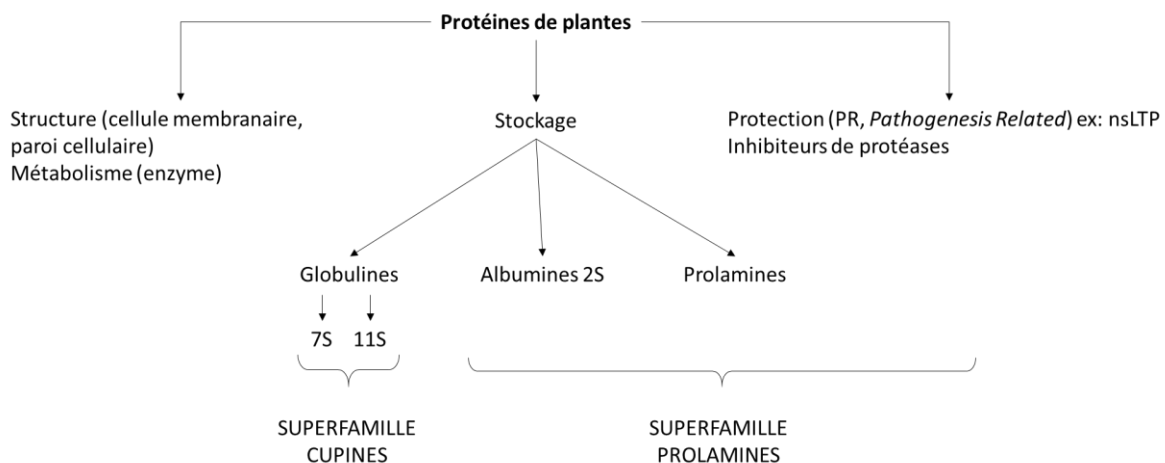 Protéines de plantes
Structure (cellule membranaire,
paroi cellulaire)
Métabolisme (enzyme)
Stockage
Protection (PR, Pathogenesis Related) ex: nsLTP
Inhibiteurs de protéases
Globulines
Albumines 2S
Prolamines
7S
11S
SUPERFAMILLE
CUPINES
SUPERFAMILLE
PROLAMINES